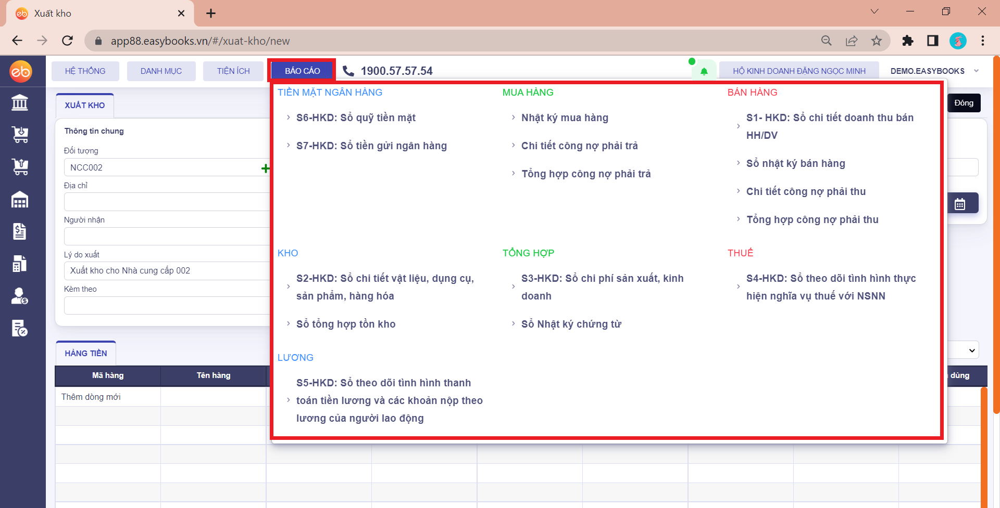 eb Xuất kho
app88.easybooks.vn/#/xuat-kho/new
eb
HỆ THỐNG
DANH MỤC
TIỆN ÍCH
BÁO CÁO
1900.57.57.54
HỘ KINH DOANH ĐẶNG NGỌC MINH
DEMO.EASYBOOKS
XUẤT KHO
Đóng
Thông tin chung
Đối tượng
NCC002
Địa chỉ
Người nhận
Lý do xuất
Xuất kho cho Nhà cung cấp 002
Kèm theo
TIỀN MẶT NGÂN HÀNG
S6-HKD: Sổ quỹ tiền mặt
S7-HKD: Sổ tiền gửi ngân hàng
MUA HÀNG
Nhật ký mua hàng
Chi tiết công nợ phải trả
Tổng hợp công nợ phải trả
BÁN HÀNG
S1- HKD: Sổ chi tiết doanh thu bán
HH/DV
Sổ nhật ký bán hàng
Chi tiết công nợ phải thu
Tổng hợp công nợ phải thu
KHO
S2-HKD: Sổ chi tiết vật liệu, dụng cụ,
sản phẩm, hàng hóa
Sổ tổng hợp tồn kho
TỔNG HỢP
S3-HKD: Sổ chi phí sản xuất, kinh
doanh
Sổ Nhật ký chứng từ
THUẾ
S4-HKD: Sổ theo dõi tình hình thực
hiện nghĩa vụ thuế với NSNN
LƯƠNG
S5-HKD: Sổ theo dõi tình hình thanh
toán tiền lương và các khoản nộp theo
lương của người lao động
HÀNG TIỀN
Mã hàng
Tên hàng
dùng
Thêm dòng mới